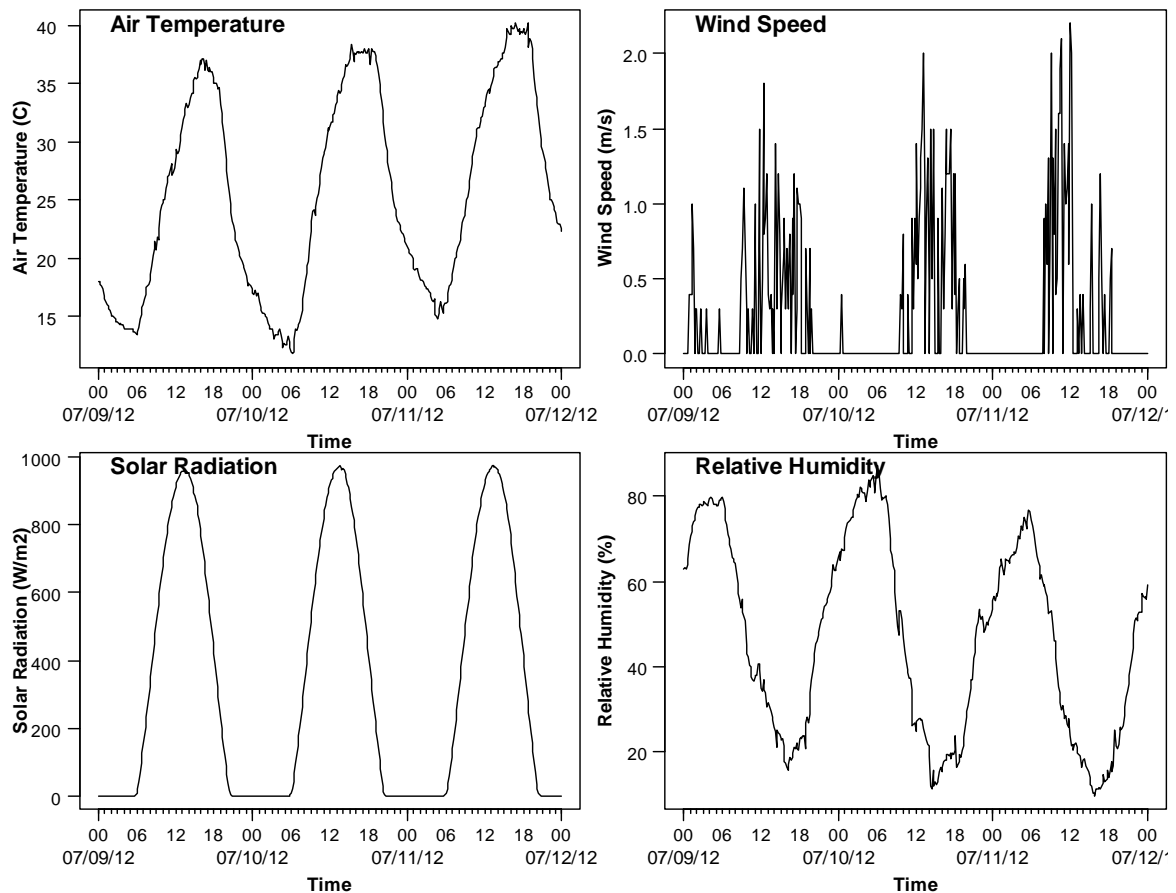 Air Temperature
Air Temperature (C)
40
35
30
25
20
15
00 06 12 18 00 06 12 18 00 06 12 18 00
07/09/12 07/10/12 07/11/12 07/12/12
Time
Wind Speed
Wind Speed (m/s)
2.0
1.5
1.0
0.5
0.0
00 06 12 18 00 06 12 18 00 06 12 18 00
07/09/12 07/10/12 07/11/12 07/12/1
Time
Solar Radiation
Solar Radiation (W/m2)
1000
800
600
400
200
0
00 06 12 18 00 06 12 18 00 06 12 18 00
07/09/12 07/10/12 07/11/12 07/12/12
Time
Relative Humidity
Relative Humidity (%)
80
60
40
20
00 06 12 18 00 06 12 18 00 06 12 18 00
07/09/12 07/10/12 07/11/12 07/12/1
Time